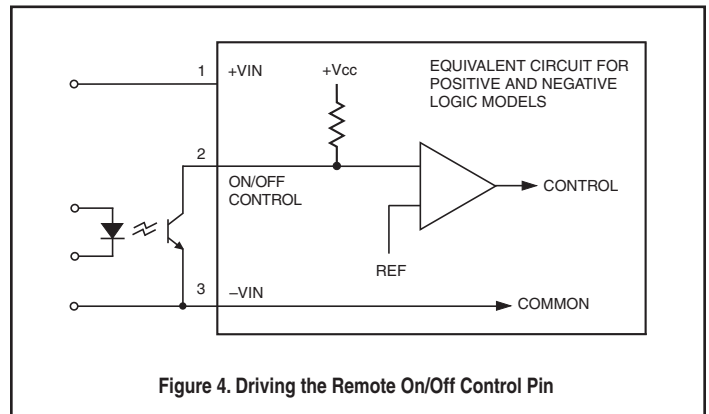 1 +VIN
+Vcc
EQUIVALENT CIRCUIT FOR
POSITIVE AND NEGATIVE
LOGIC MODELS
2
ON/OFF
CONTROL
CONTROL
REF
3 –VIN
COMMON
Figure 4. Driving the Remote On/Off Control Pin